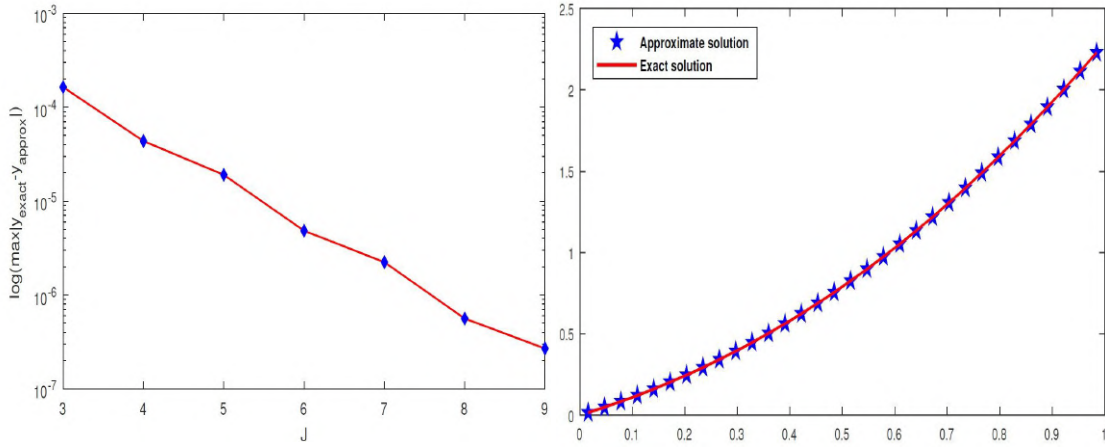 10^-3
10^-4
10^-5
10^-6
10^-7
log(max|y_exact-y_approx|)
3 4 5 6 7 8 9
J
2.5
2
1.5
1
0.5
0
Approximate solution
Exact solution
0 0.1 0.2 0.3 0.4 0.5 0.6 0.7 0.8 0.9 1